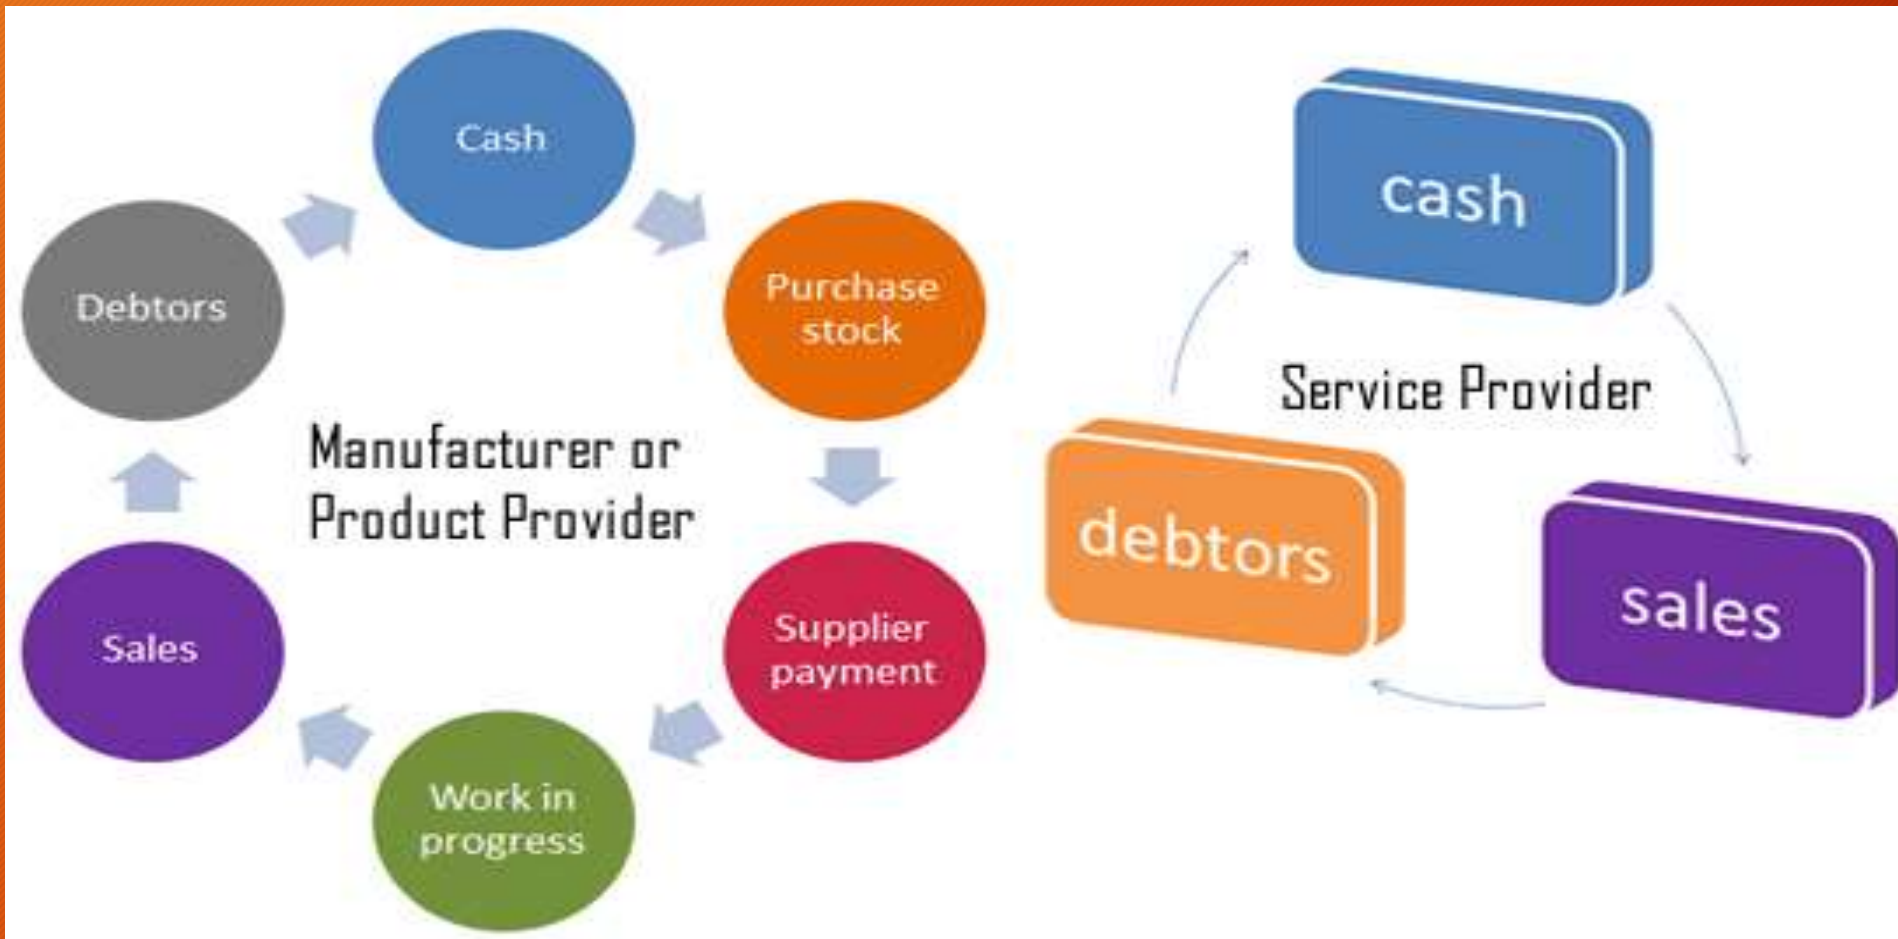 Cash
Purchase
stock
Supplier
payment
Work in
progress
Sales
Debtors
Manufacturer or
Product Provider
cash
sales
debtors
Service Provider